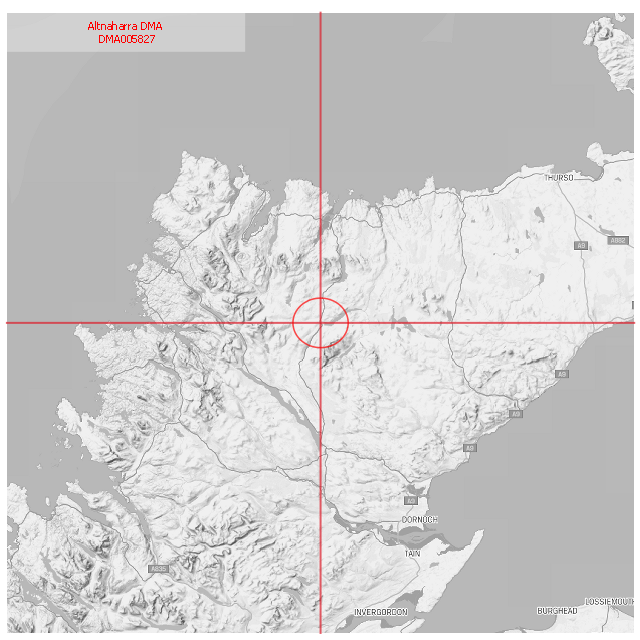 Altnaharra DMA
DMA005827
THURSO
A882
A9
A9
A9
A9
A9
DORNOCH
TAIN
A835
LOSSIEMOUTH
BURGHEAD
INVERGORDON